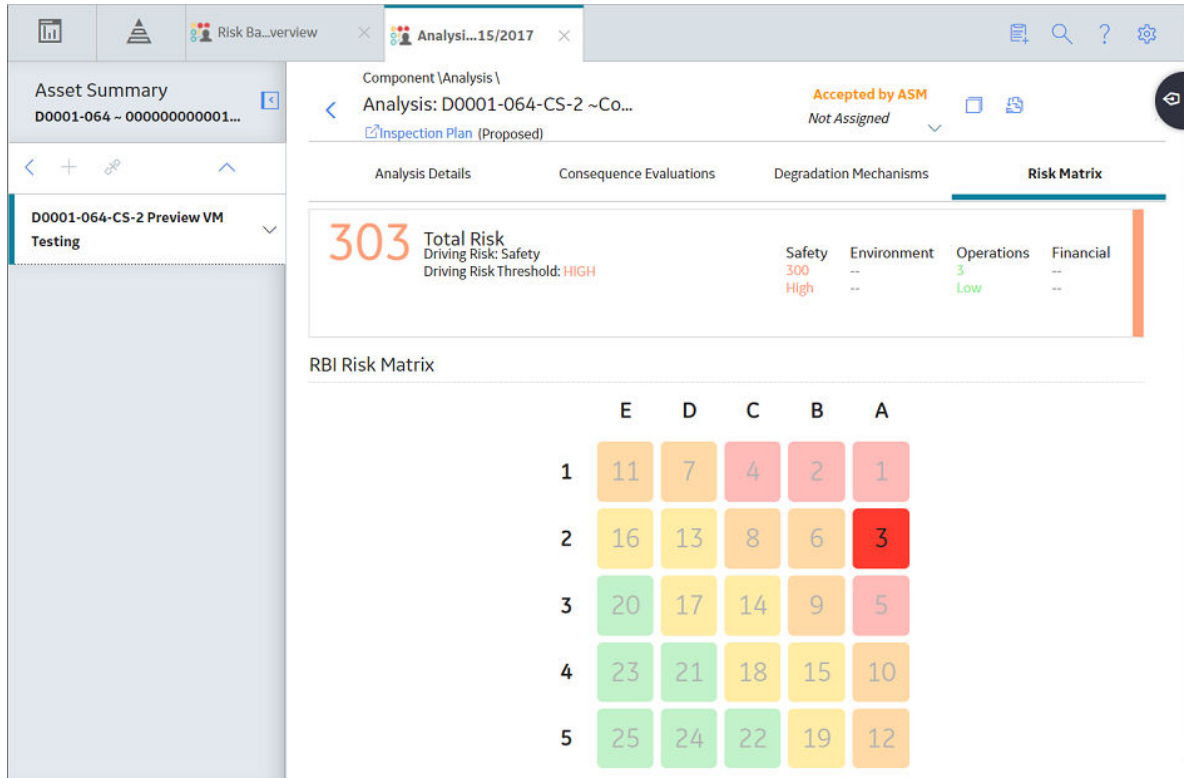 Risk Ba...verview
Analysi...15/2017
Asset Summary
D0001-064 ~ 000000000001...
D0001-064-CS-2 Preview VM
Testing
Component \Analysis \
Analysis: D0001-064-CS-2 ~Co...
Inspection Plan (Proposed)
Accepted by ASM
Not Assigned
Analysis Details Consequence Evaluations Degradation Mechanisms Risk Matrix
303 Total Risk
Driving Risk: Safety
Driving Risk Threshold: HIGH
Safety Environment Operations Financial
300 -- 3 --
High -- Low --
RBI Risk Matrix
E D C B A
1 11 7 4 2 1
2 16 13 8 6 3
3 20 17 14 9 5
4 23 21 18 15 10
5 25 24 22 19 12